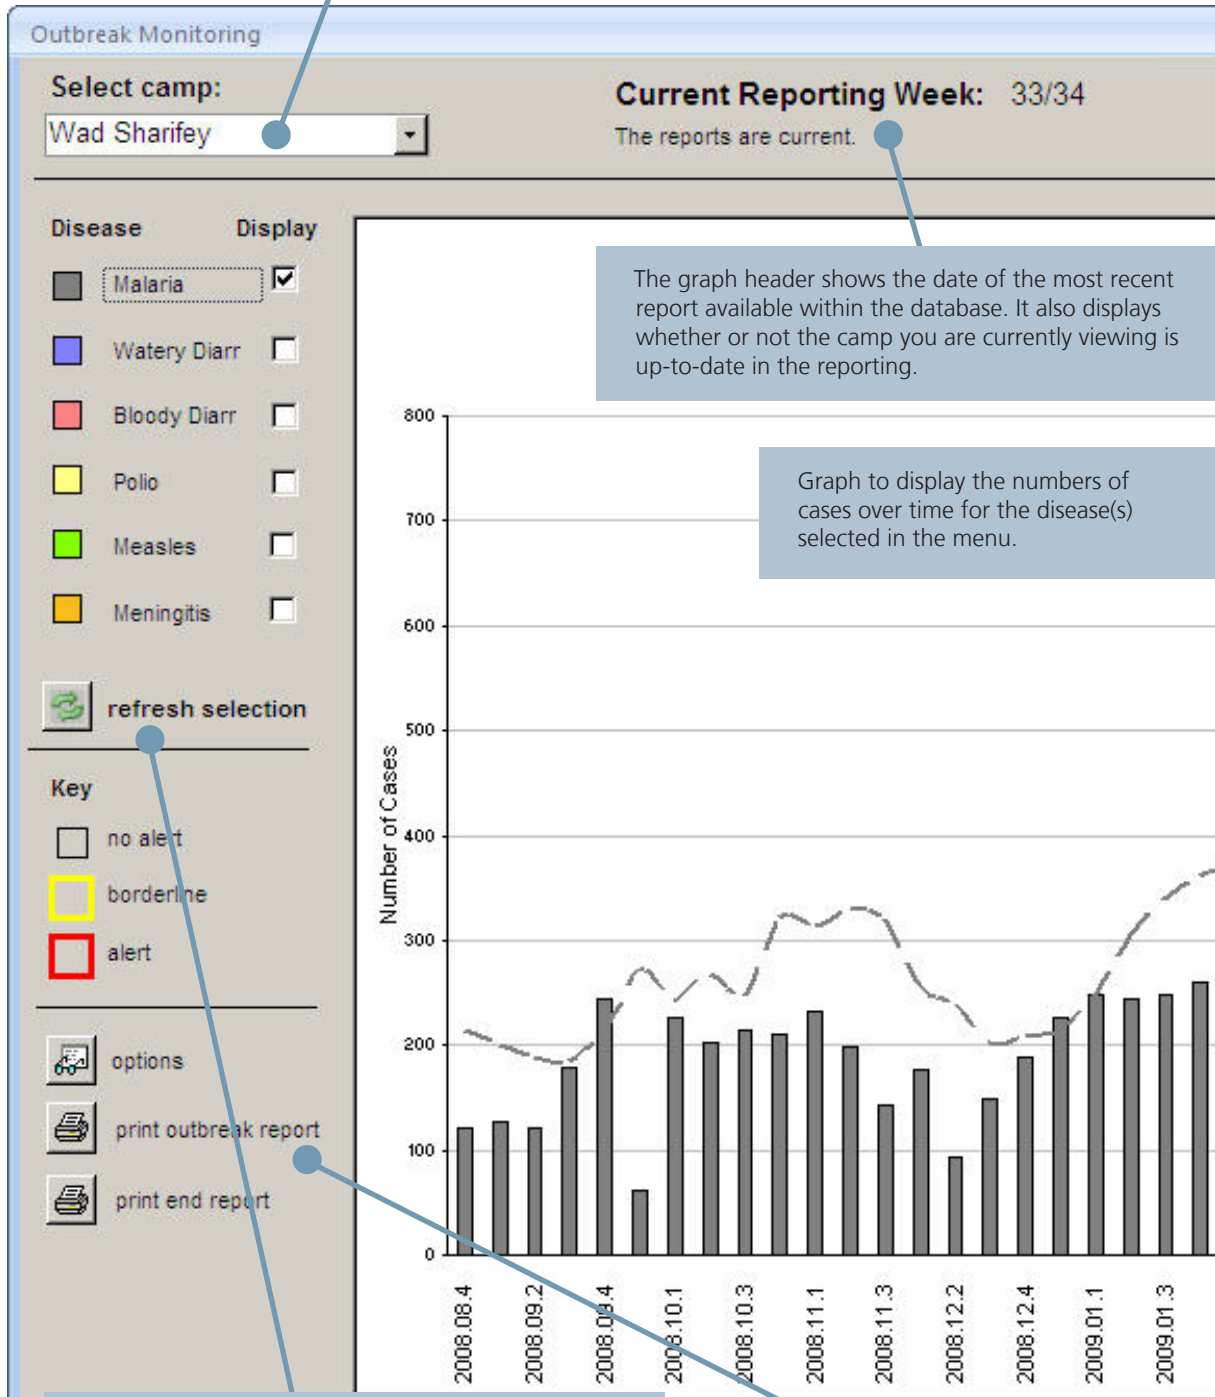 Outbreak Monitoring
Select camp:
Wad Sharifey
Current Reporting Week: 33/34
The reports are current.
Disease Display
Malaria
Watery Diarr
Bloody Diarr
Polio
Measles
Meningitis
refresh selection
Key
no alert
borderline
alert
options
print outbreak report
print end report
The graph header shows the date of the most recent
report available within the database. It also displays
whether or not the camp you are currently viewing is
up-to-date in the reporting.
Graph to display the numbers of
cases over time for the disease(s)
selected in the menu.
Number of Cases
800
700
600
500
400
300
200
100
0
2008.08.4
2008.09.2
2008.09.4
2008.10.1
2008.10.3
2008.11.1
2008.11.3
2008.12.2
2008.12.4
2009.01.1
2009.01.3